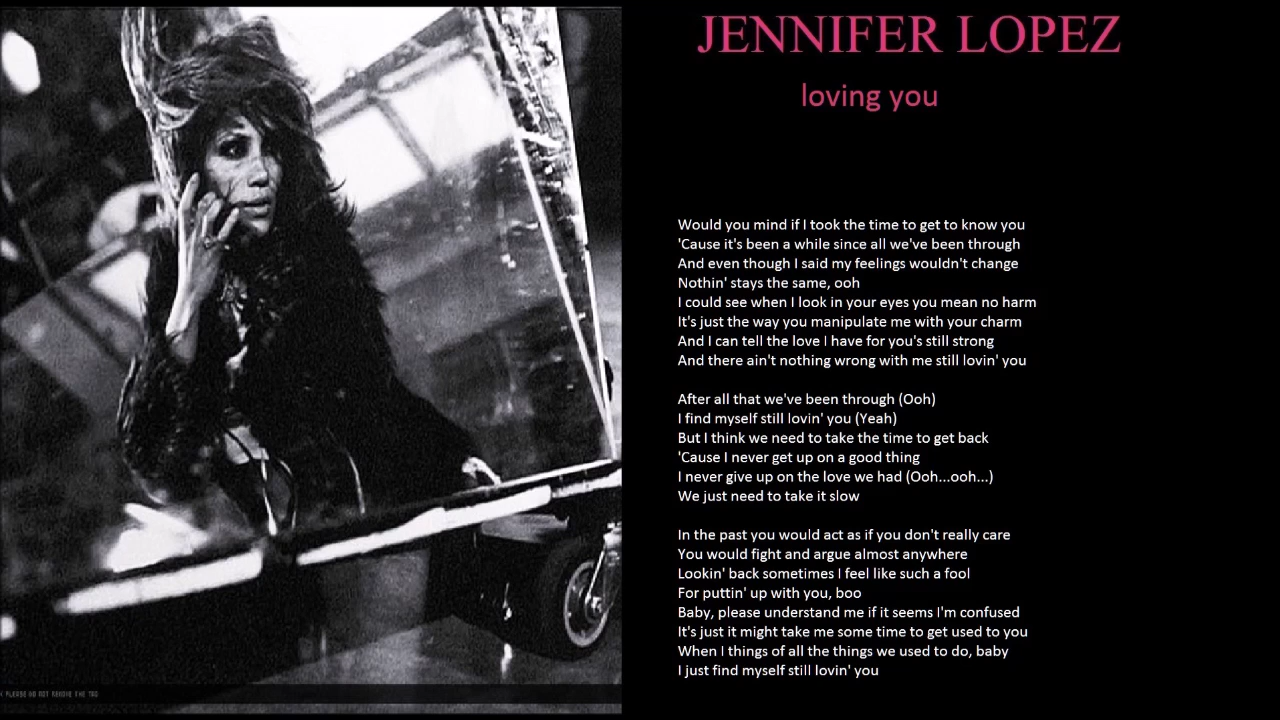 JENNIFER LOPEZ
loving you
Would you mind if I took the time to get to know you
'Cause it's been a while since all we've been through
And even though I said my feelings wouldn't change
Nothin' stays the same, ooh
I could see when I look in your eyes you mean no harm
It's just the way you manipulate me with your charm
And I can tell the love I have for you's still strong
And there ain't nothing wrong with me still lovin' you
After all that we've been through (Ooh)
I find myself still lovin' you (Yeah)
But I think we need to take the time to get back
'Cause I never get up on a good thing
I never give up on the love we had (Ooh...ooh...)
We just need to take it slow
In the past you would act as if you don't really care
You would fight and argue almost anywhere
Lookin' back sometimes I feel like such a fool
For puttin' up with you, boo
Baby, please understand me if it seems I'm confused
It's just it might take me some time to get used to you
When I things of all the things we used to do, baby
I just find myself still lovin' you
PLEASE DO NOT REMOVE THE TAG